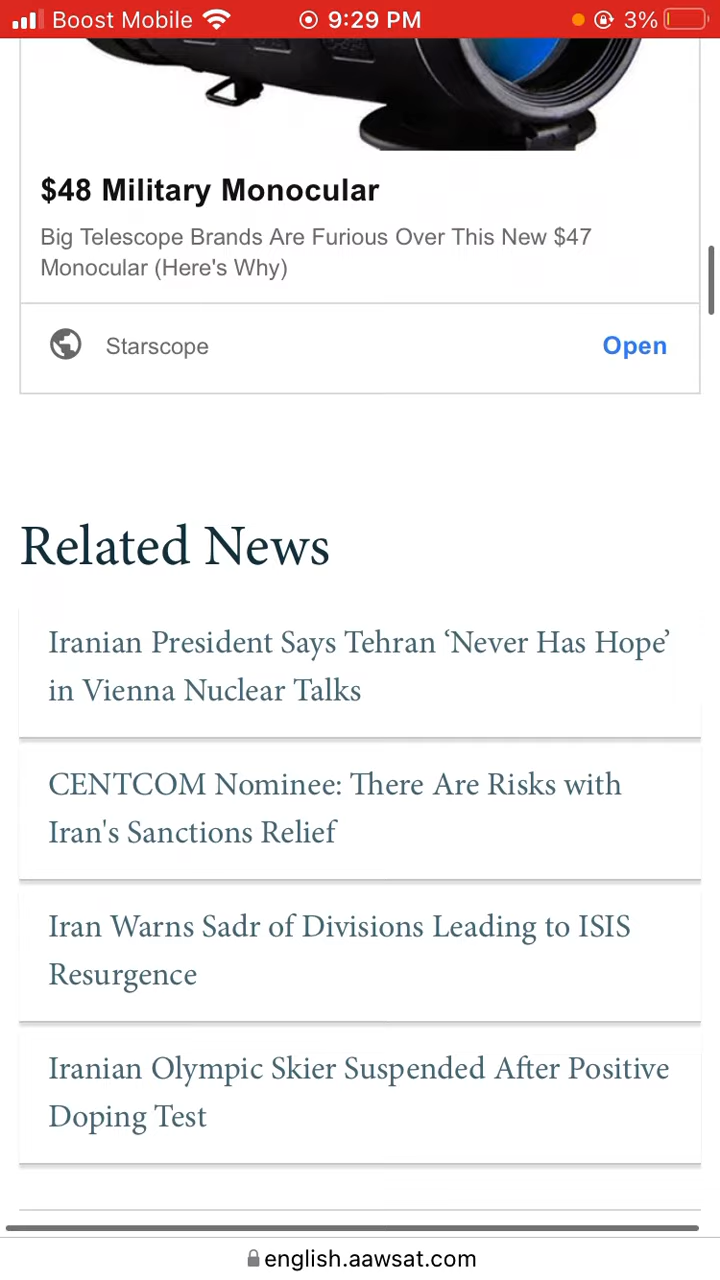 Boost Mobile 9:29 PM 3%
$48 Military Monocular
Big Telescope Brands Are Furious Over This New $47
Monocular (Here's Why)
Starscope Open
Related News
Iranian President Says Tehran ‘Never Has Hope’
in Vienna Nuclear Talks
CENTCOM Nominee: There Are Risks with
Iran's Sanctions Relief
Iran Warns Sadr of Divisions Leading to ISIS
Resurgence
Iranian Olympic Skier Suspended After Positive
Doping Test
english.aawsat.com